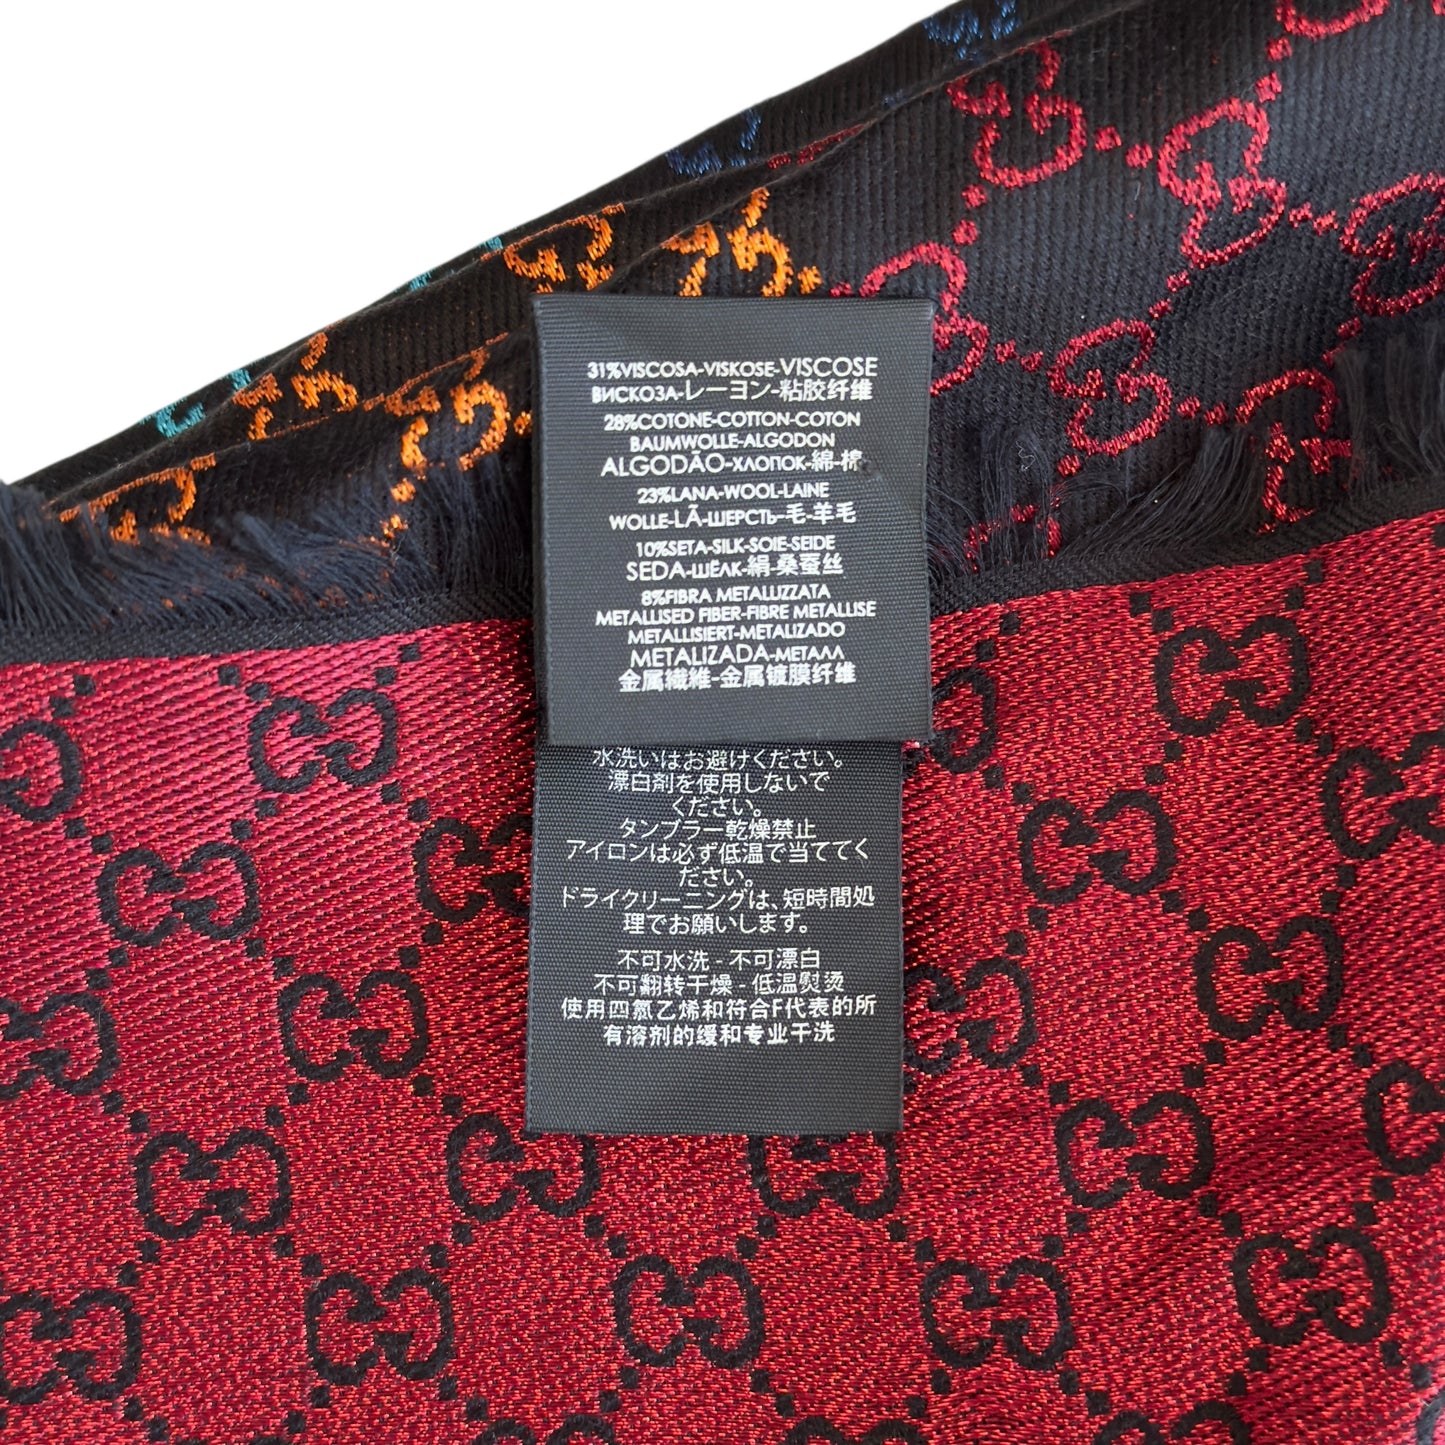 31%VISCOSA-VISKOSE-VISCOSE
ВИСКОЗА-レーヨン-粘胶纤维
28%COTONE-COTTON-COTON
BAUMWOLLE-ALGODON
ALGODÃO-ХЛОПОК-綿-棉
23%LANA-WOOL-LAINE
WOLLE-LÃ-ШЕРСТЬ-毛-羊毛
10%SETA-SILK-SOIE-SEIDE
SEDA-ШЁЛК-絹-桑蚕丝
8%FIBRA METALLIZZATA
METALLISED FIBER-FIBRE METALLISE
METALLISIERT-METALIZADO
METALIZADA-МЕТАЛЛ
金属繊維-金属镀膜纤维
水洗いはお避けください。
漂白剤を使用しないで
ください。
タンブラー乾燥禁止
アイロンは必ず低温で当ててく
ださい。
ドライクリーニングは、短時間処
理でお願いします。
不可水洗 - 不可漂白
不可翻转干燥 - 低温熨烫
使用四氯乙烯和符合F代表的所
有溶剂的缓和专业干洗